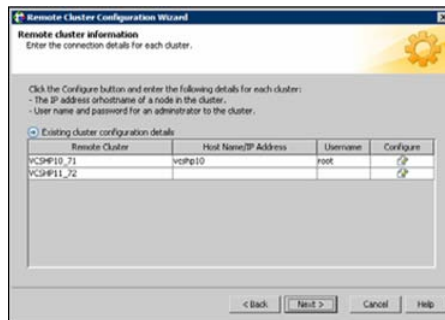 Remote Cluster Configuration Wizard
Remote cluster information
Enter the connection details for each cluster.
Click the Configure button and enter the following details for each cluster:
- The IP address orhostname of a node in the cluster.
- User name and password for an adminstrator to the cluster.
Existing cluster configuration details
Remote Cluster Host Name/IP Address Username Configure
VCSHP10_71 vcshp10 root
VCSHP11_72
< Back Next > Cancel Help